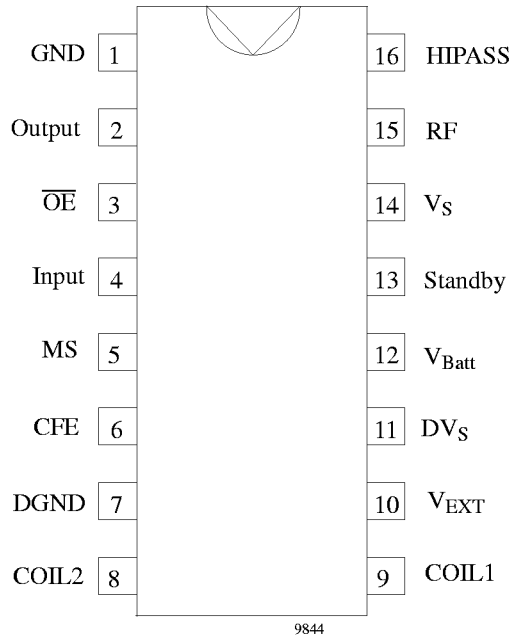 GND 1 16 HIPASS
Output 2 15 RF
OE 3 14 VS
Input 4 13 Standby
MS 5 12 VBatt
CFE 6 11 DVS
DGND 7 10 VEXT
COIL2 8 9 COIL1
9844